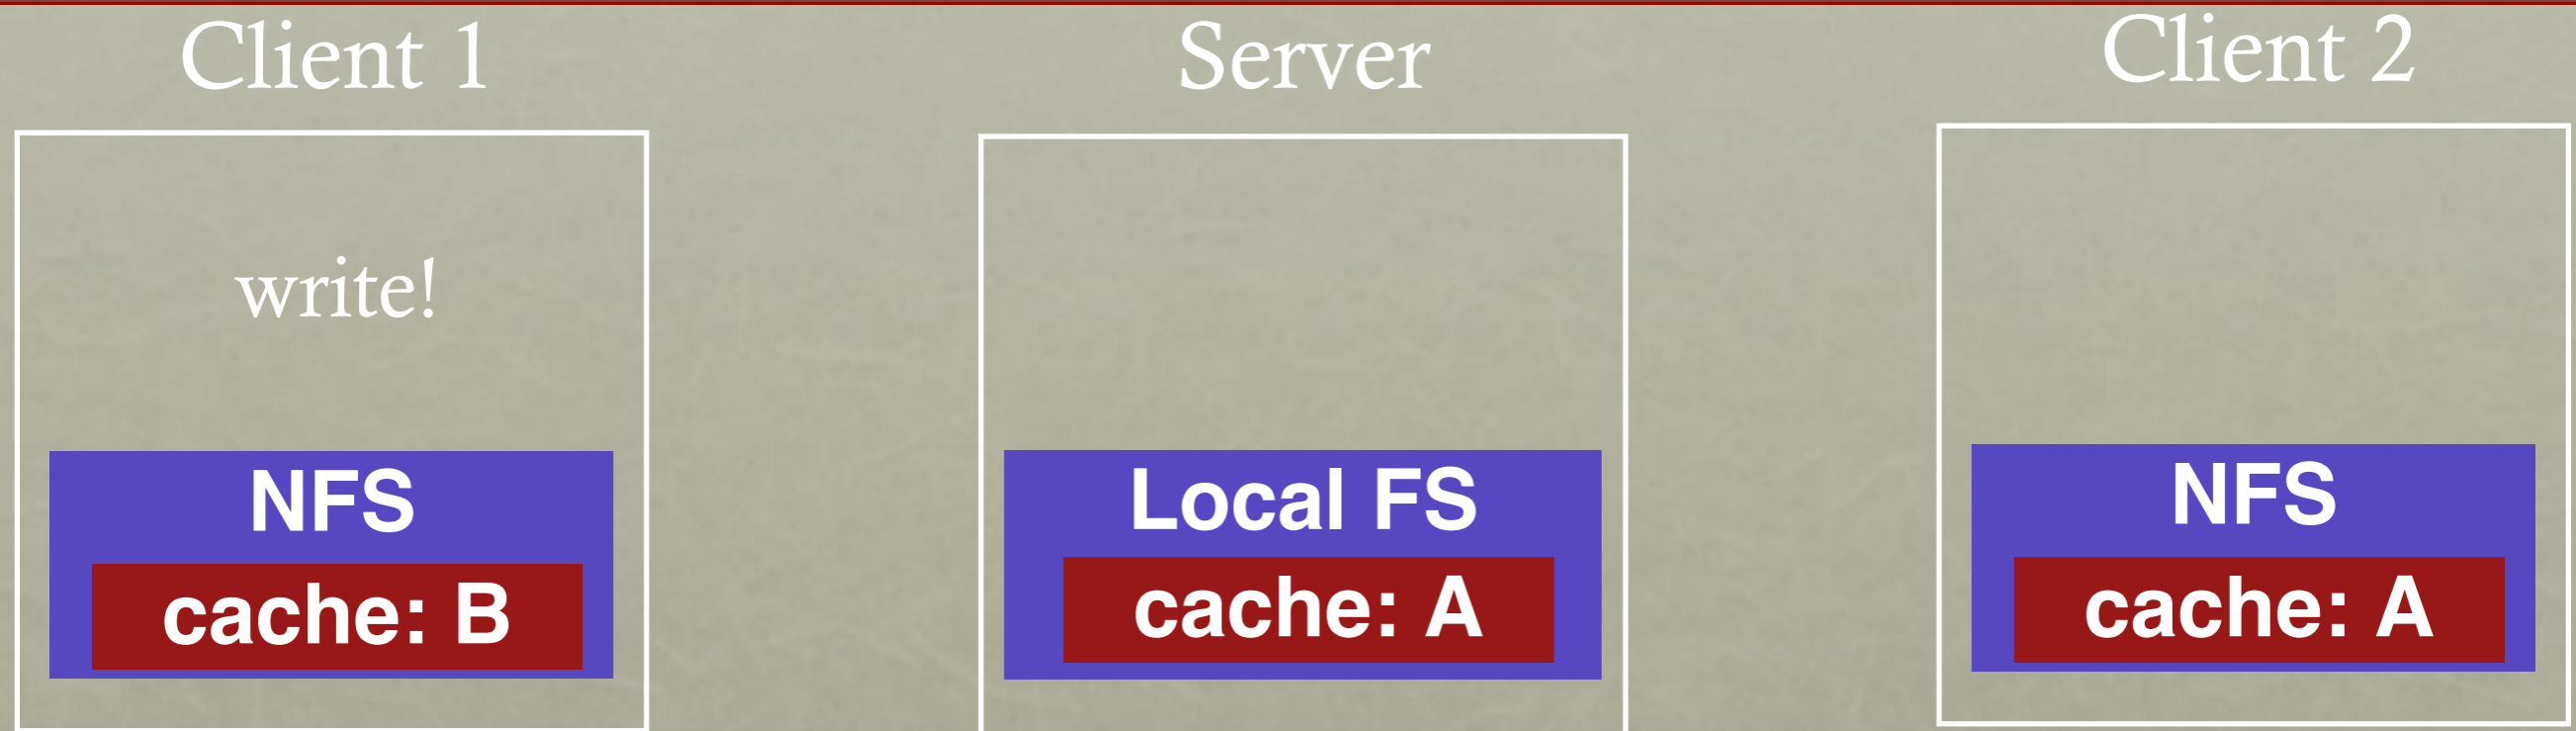 Client 1
Server
Client 2
write!
NFS
cache: B
Local FS
cache: A
NFS
cache: A